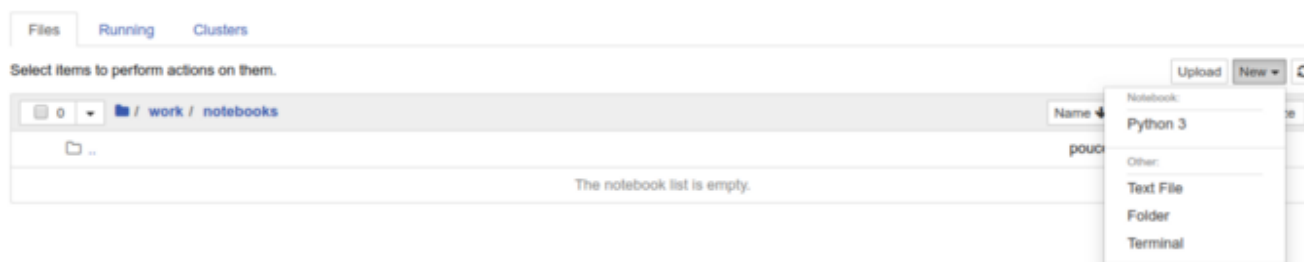 Files Running Clusters
Select items to perform actions on them. Upload New
0 / work / notebooks Name
..
The notebook list is empty.
Notebook:
Python 3
Other:
Text File
Folder
Terminal